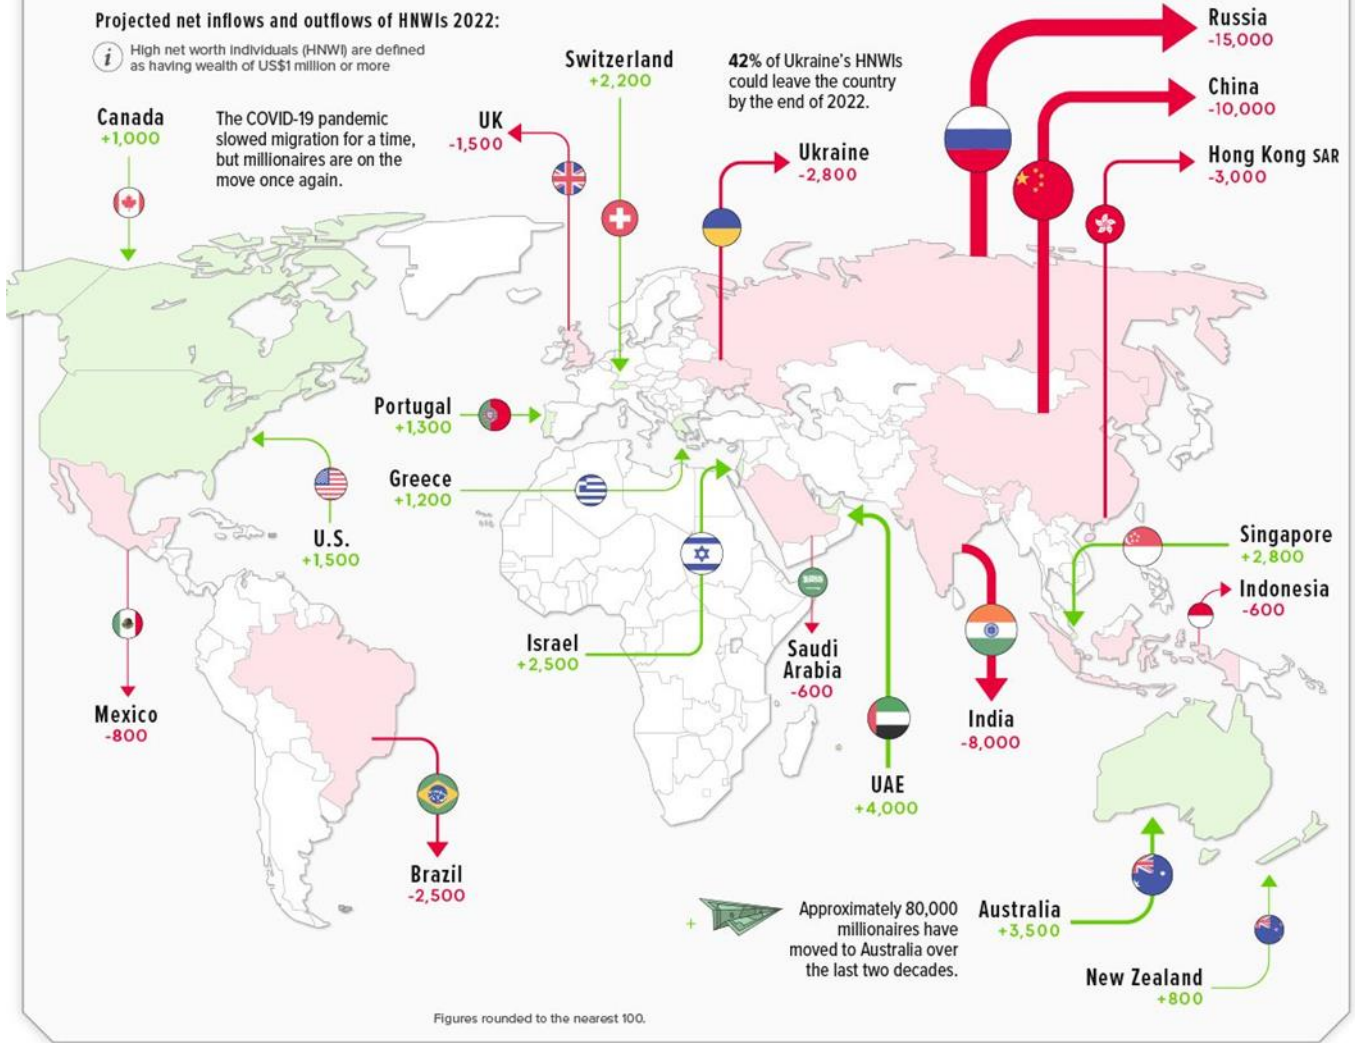 Projected net inflows and outflows of HNWIs 2022:
i
High net worth individuals (HNWI) are defined
as having wealth of US$1 million or more
Canada
+1,000
The COVID-19 pandemic
slowed migration for a time,
but millionaires are on the
move once again.
UK
-1,500
Switzerland
+2,200
42% of Ukraine's HNWIs
could leave the country
by the end of 2022.
Ukraine
-2,800
Russia
-15,000
China
-10,000
Hong Kong SAR
-3,000
Portugal
+1,300
Greece
+1,200
U.S.
+1,500
Israel
+2,500
Mexico
-800
Brazil
-2,500
Saudi
Arabia
-600
UAE
+4,000
India
-8,000
Singapore
+2,800
Indonesia
-600
+
Approximately 80,000
millionaires have
moved to Australia over
the last two decades.
Australia
+3,500
New Zealand
+800
Figures rounded to the nearest 100.